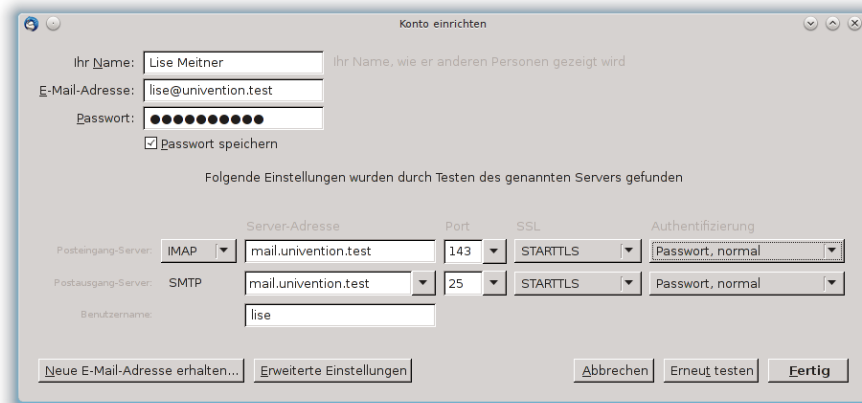 Konto einrichten
Ihr Name: Lise Meitner Ihr Name, wie er anderen Personen gezeigt wird
E-Mail-Adresse: lise@univention.test
Passwort: ●●●●●●●●●●
Passwort speichern
Folgende Einstellungen wurden durch Testen des genannten Servers gefunden
Server-Adresse Port SSL Authentifizierung
Posteingang-Server: IMAP mail.univention.test 143 STARTTLS Passwort, normal
Postausgang-Server: SMTP mail.univention.test 25 STARTTLS Passwort, normal
Benutzername: lise
Neue E-Mail-Adresse erhalten... Erweiterte Einstellungen Abbrechen Erneut testen Fertig